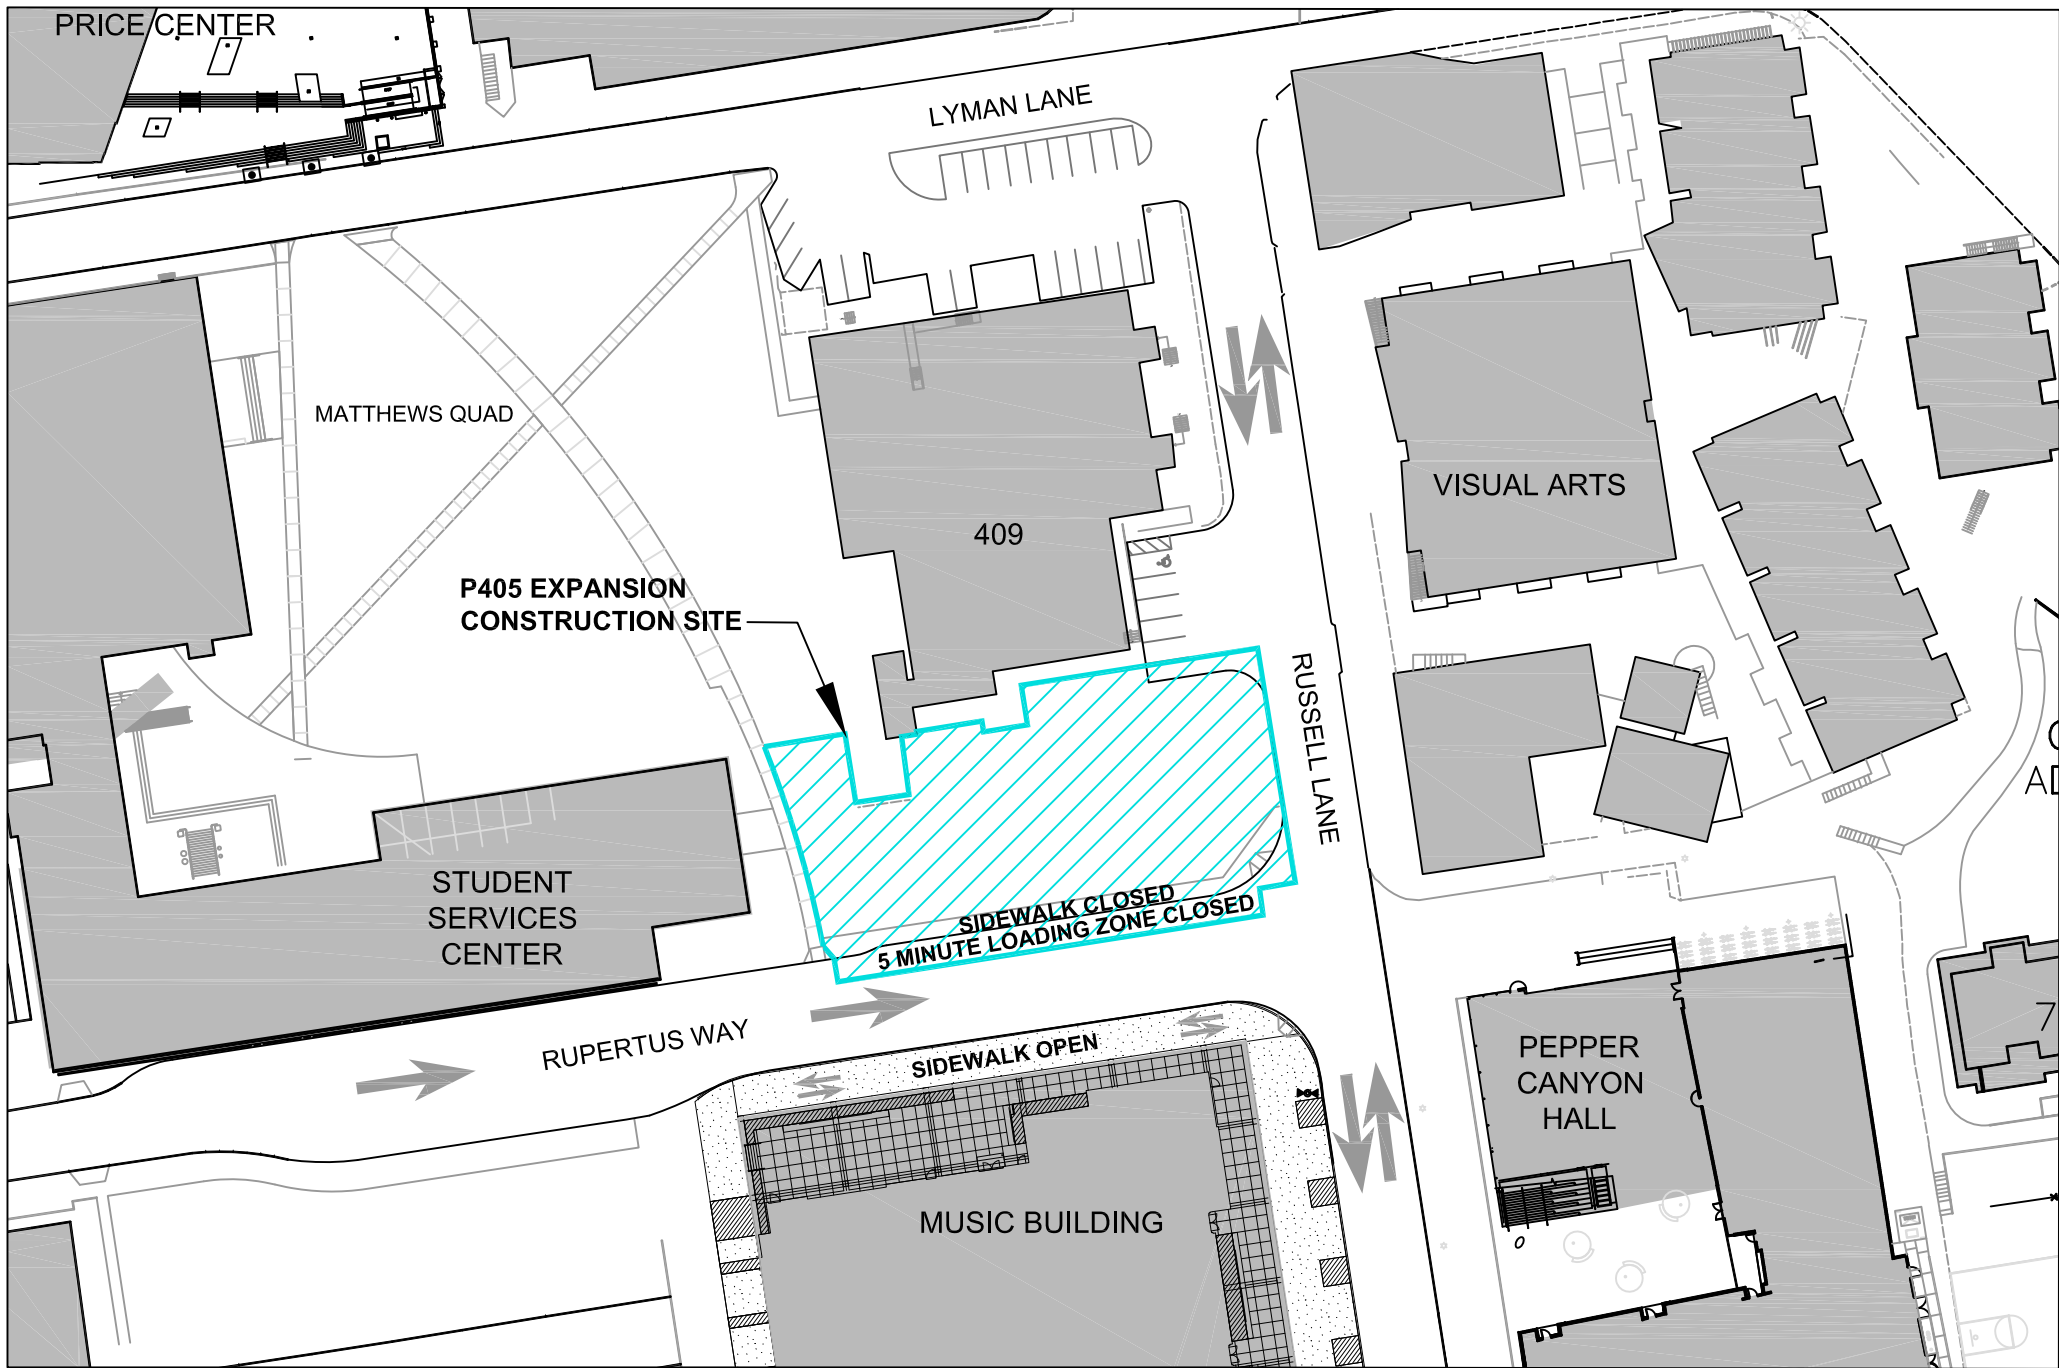 PRICE CENTER
LYMAN LANE
MATTHEWS QUAD
VISUAL ARTS
409
P405 EXPANSION
CONSTRUCTION SITE
RUSSELL LANE
STUDENT
SERVICES
CENTER
SIDEWALK CLOSED
5 MINUTE LOADING ZONE CLOSED
RUPERTUS WAY
SIDEWALK OPEN
PEPPER
CANYON
HALL
MUSIC BUILDING
7